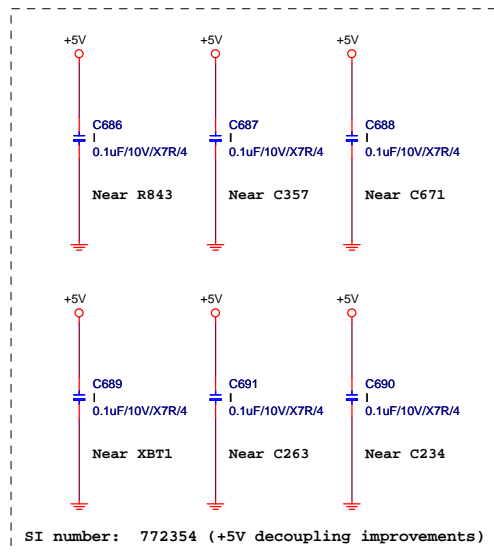 +5V +5V +5V
C686 C687 C688
I I I
0.1uF/10V/X7R/4 0.1uF/10V/X7R/4 0.1uF/10V/X7R/4
Near R843 Near C357 Near C671
+5V +5V +5V
C689 C691 C690
I I I
0.1uF/10V/X7R/4 0.1uF/10V/X7R/4 0.1uF/10V/X7R/4
Near XBT1 Near C263 Near C234
SI number: 772354 (+5V decoupling improvements)